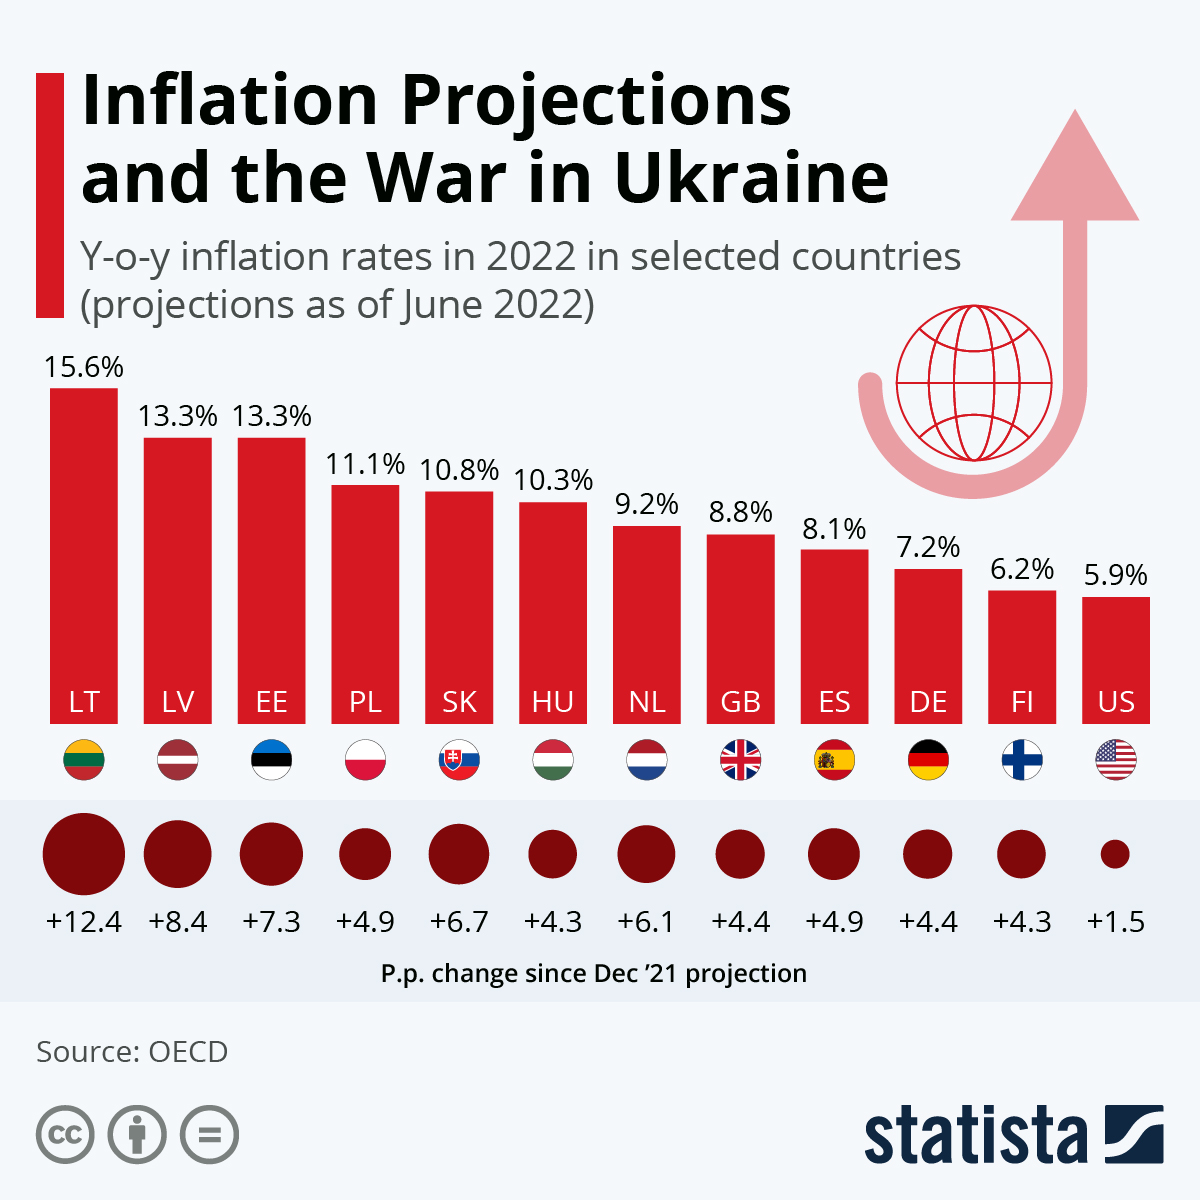 Inflation Projections
and the War in Ukraine
Y-o-y inflation rates in 2022 in selected countries
(projections as of June 2022)
15.6% 13.3% 13.3% 11.1% 10.8% 10.3% 9.2% 8.8% 8.1% 7.2% 6.2% 5.9%
LT LV EE PL SK HU NL GB ES DE FI US
+12.4 +8.4 +7.3 +4.9 +6.7 +4.3 +6.1 +4.4 +4.9 +4.4 +4.3 +1.5
P.p. change since Dec ’21 projection
Source: OECD
cc
statista